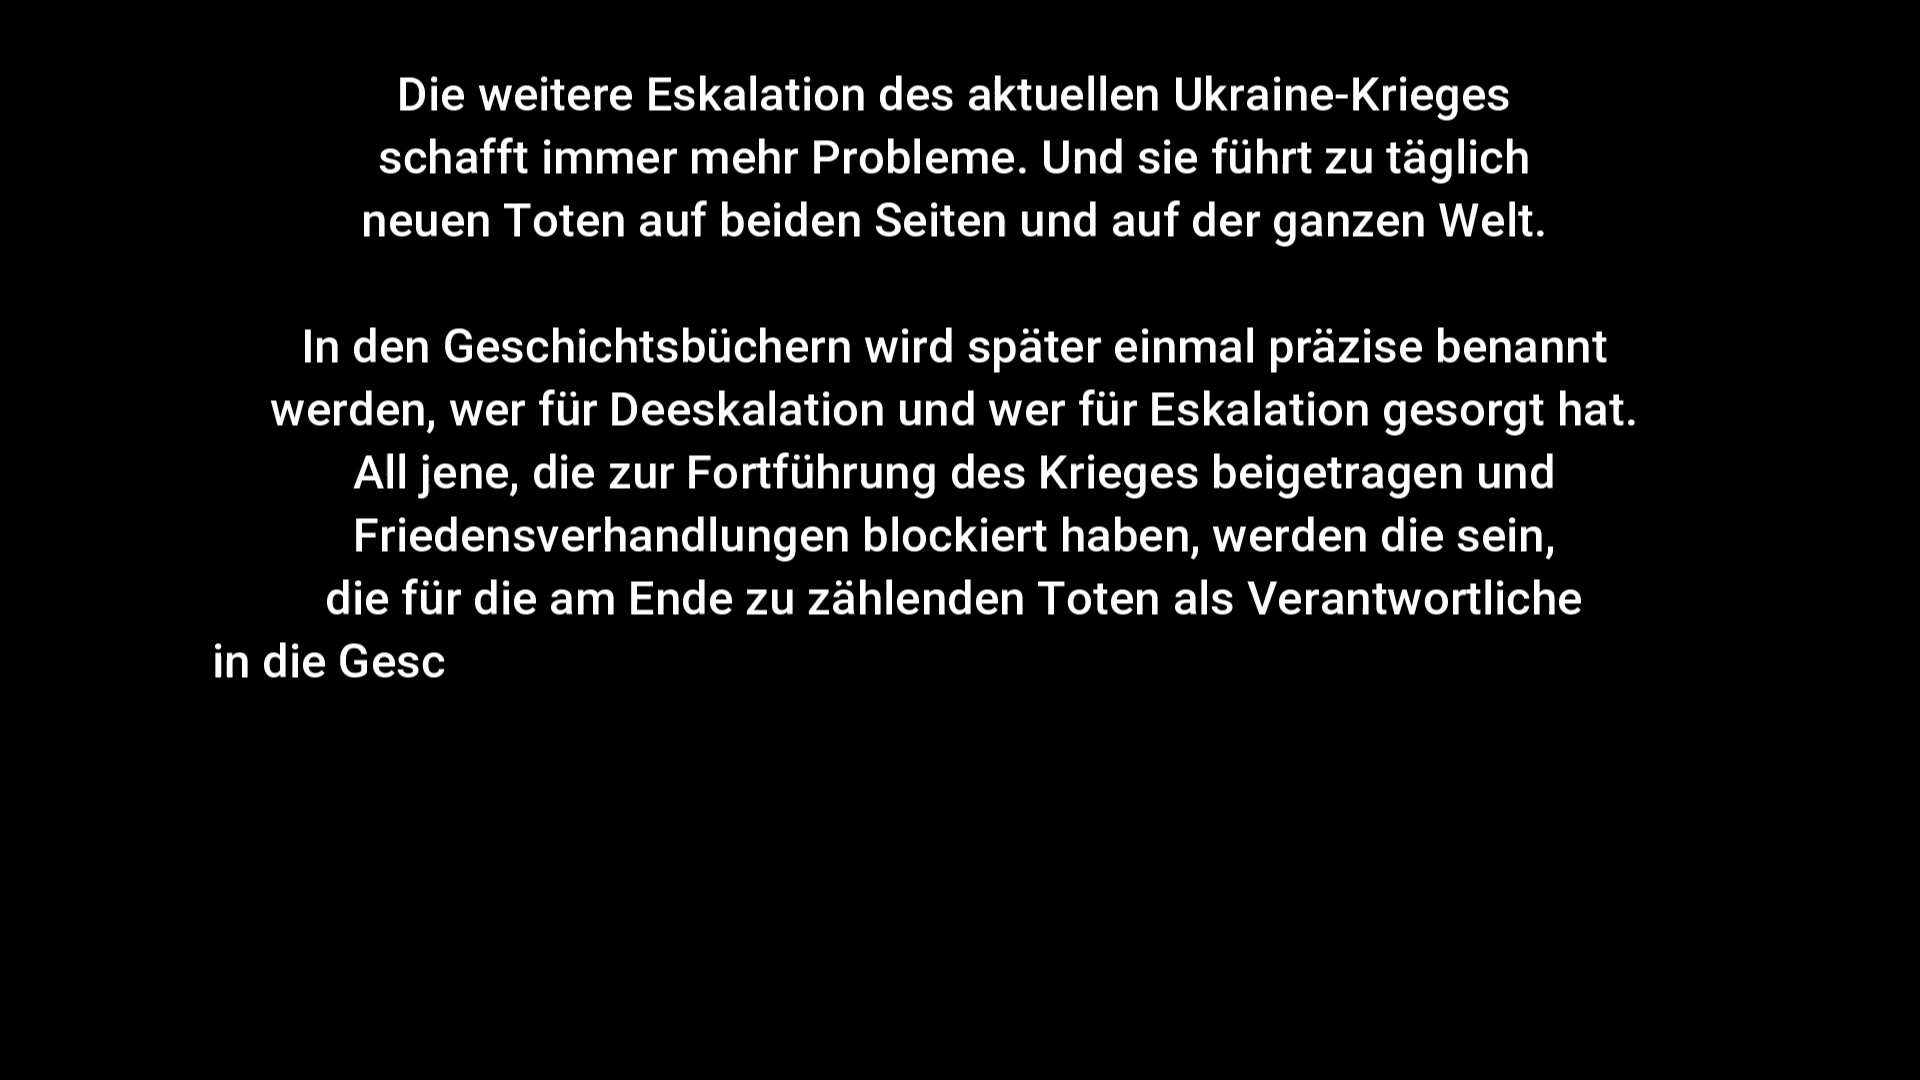 Die weitere Eskalation des aktuellen Ukraine-Krieges
schafft immer mehr Probleme. Und sie führt zu täglich
neuen Toten auf beiden Seiten und auf der ganzen Welt.
In den Geschichtsbüchern wird später einmal präzise benannt
werden, wer für Deeskalation und wer für Eskalation gesorgt hat.
All jene, die zur Fortführung des Krieges beigetragen und
Friedensverhandlungen blockiert haben, werden die sein,
die für die am Ende zu zählenden Toten als Verantwortliche
in die Gesc